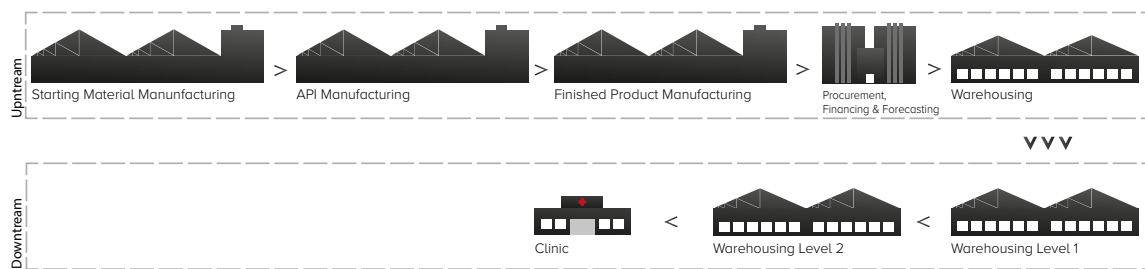 Upntream
Starting Material Manunfacturing
API Manufacturing
Finished Product Manufacturing
Procurement,
Financing & Forecasting
Warehousing
Downtream
Clinic
Warehousing Level 2
Warehousing Level 1